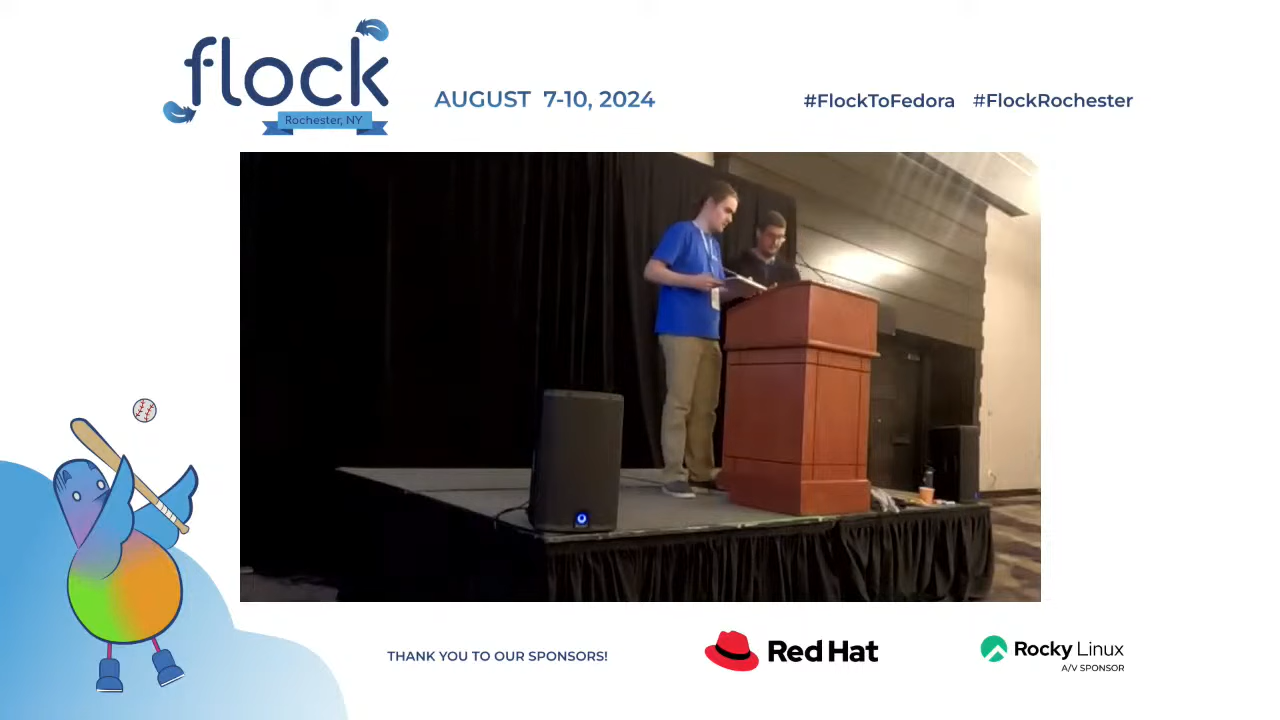 flock
Rochester, NY
AUGUST 7-10, 2024
#FlockToFedora #FlockRochester
THANK YOU TO OUR SPONSORS!
Red Hat
Rocky Linux
A/V SPONSOR